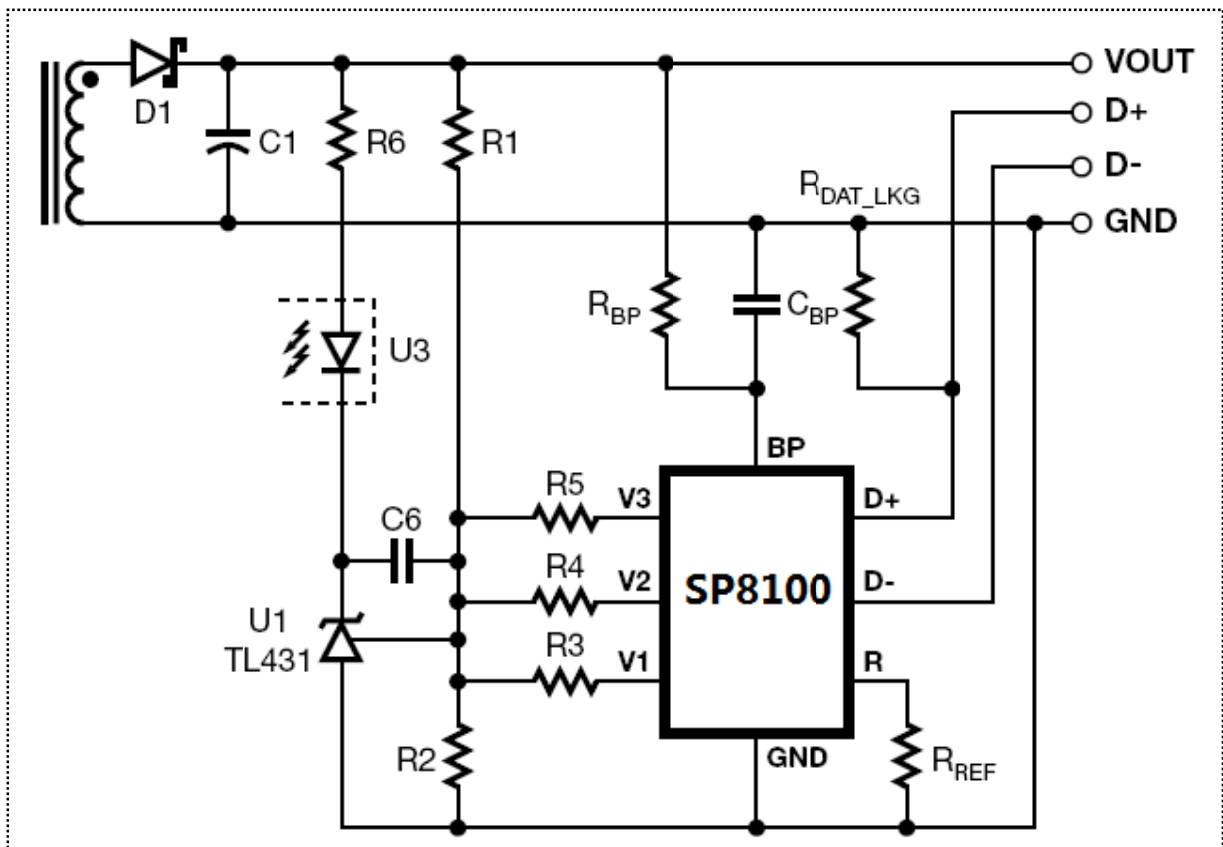 VOUT
D+
D1
C1
R6
R1
D-
RDAT_LKG
GND
RBP
CBP
U3
BP
R5
V3
D+
C6
R4
V2
SP8100
D-
U1
TL431
R3
V1
R
R2
GND
RREF